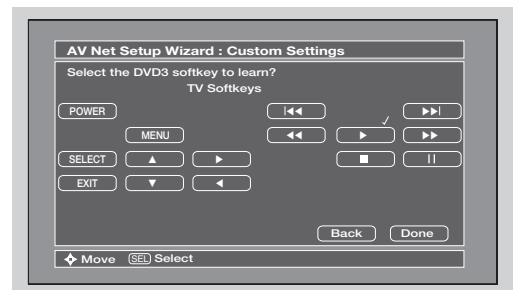 AV Net Setup Wizard : Custom Settings
Select the DVD3 softkey to learn?
TV Softkeys
POWER
MENU
SELECT
EXIT
Back Done
Move SEL Select